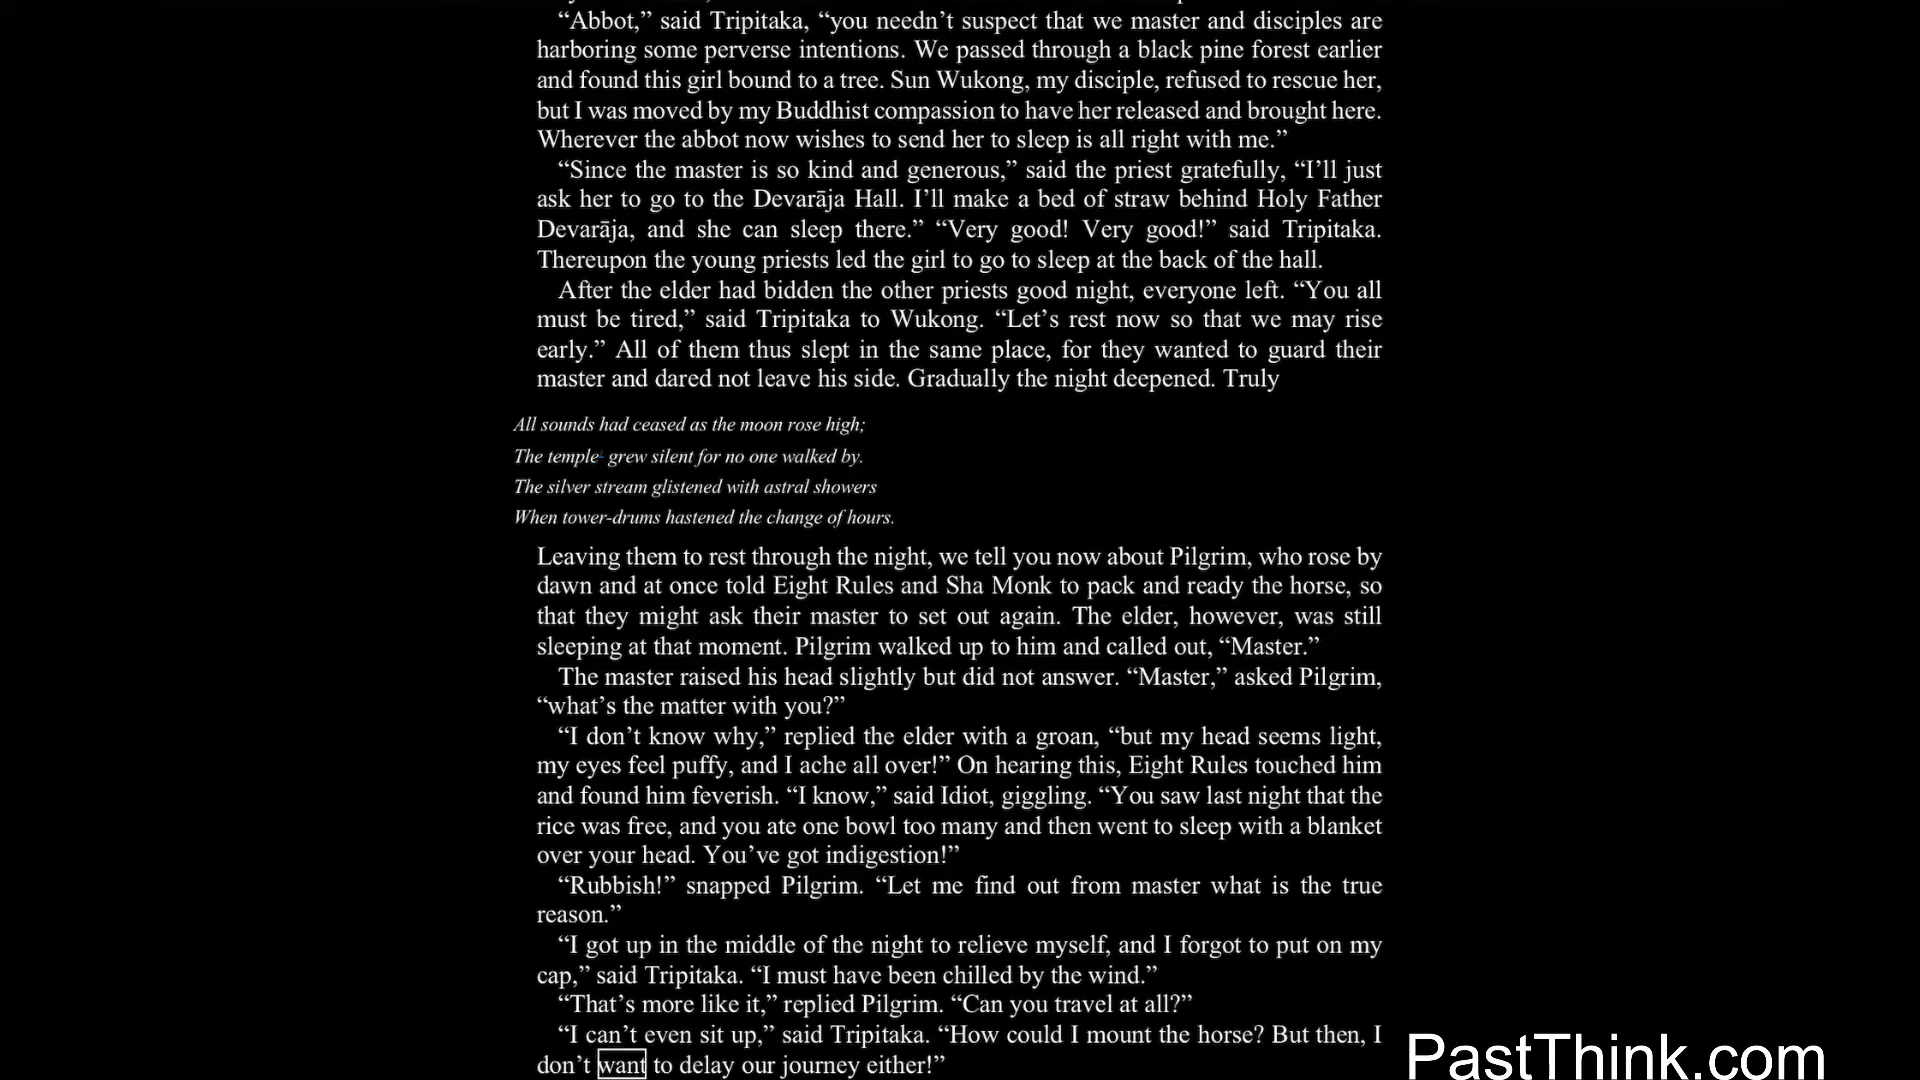 “Abbot,” said Tripitaka, “you needn’t suspect that we master and disciples are
harboring some perverse intentions. We passed through a black pine forest earlier
and found this girl bound to a tree. Sun Wukong, my disciple, refused to rescue her,
but I was moved by my Buddhist compassion to have her released and brought here.
Wherever the abbot now wishes to send her to sleep is all right with me.”
“Since the master is so kind and generous,” said the priest gratefully, “I’ll just
ask her to go to the Devarāja Hall. I’ll make a bed of straw behind Holy Father
Devarāja, and she can sleep there.” “Very good! Very good!” said Tripitaka.
Thereupon the young priests led the girl to go to sleep at the back of the hall.
After the elder had bidden the other priests good night, everyone left. “You all
must be tired,” said Tripitaka to Wukong. “Let’s rest now so that we may rise
early.” All of them thus slept in the same place, for they wanted to guard their
master and dared not leave his side. Gradually the night deepened. Truly
All sounds had ceased as the moon rose high;
The temple grew silent for no one walked by.
The silver stream glistened with astral showers
When tower-drums hastened the change of hours.
Leaving them to rest through the night, we tell you now about Pilgrim, who rose by
dawn and at once told Eight Rules and Sha Monk to pack and ready the horse, so
that they might ask their master to set out again. The elder, however, was still
sleeping at that moment. Pilgrim walked up to him and called out, “Master.”
The master raised his head slightly but did not answer. “Master,” asked Pilgrim,
“what’s the matter with you?”
“I don’t know why,” replied the elder with a groan, “but my head seems light,
my eyes feel puffy, and I ache all over!” On hearing this, Eight Rules touched him
and found him feverish. “I know,” said Idiot, giggling. “You saw last night that the
rice was free, and you ate one bowl too many and then went to sleep with a blanket
over your head. You’ve got indigestion!”
“Rubbish!” snapped Pilgrim. “Let me find out from master what is the true
reason.”
“I got up in the middle of the night to relieve myself, and I forgot to put on my
cap,” said Tripitaka. “I must have been chilled by the wind.”
“That’s more like it,” replied Pilgrim. “Can you travel at all?”
“I can’t even sit up,” said Tripitaka. “How could I mount the horse? But then, I
don’t want to delay our journey either!”
PastThink.com